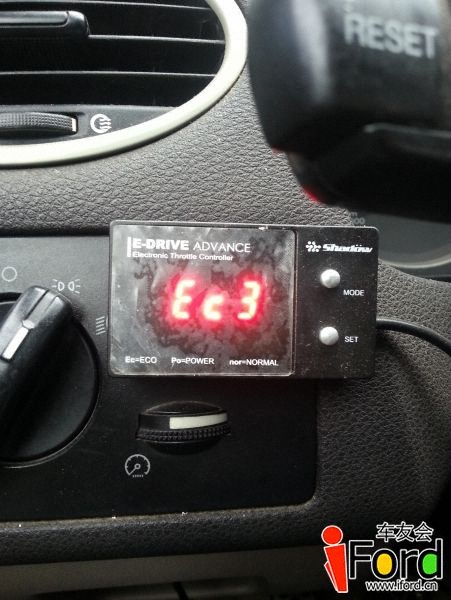 RESET
E-DRIVE ADVANCE
Electronic Throttle Controller
Shadow
Ec3
MODE
SET
Ec=ECO Po=POWER nor=NORMAL
车友会
iFord
www.iford.cn